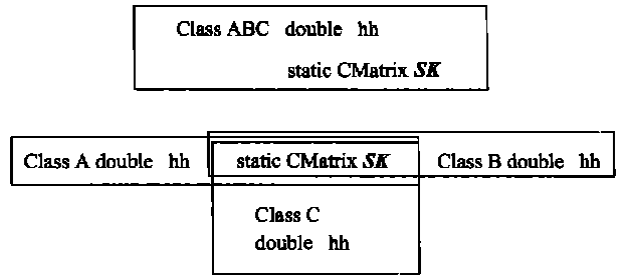 Class ABC double hh
static CMatrix SK
Class A double hh static CMatrix SK Class B double hh
Class C
double hh